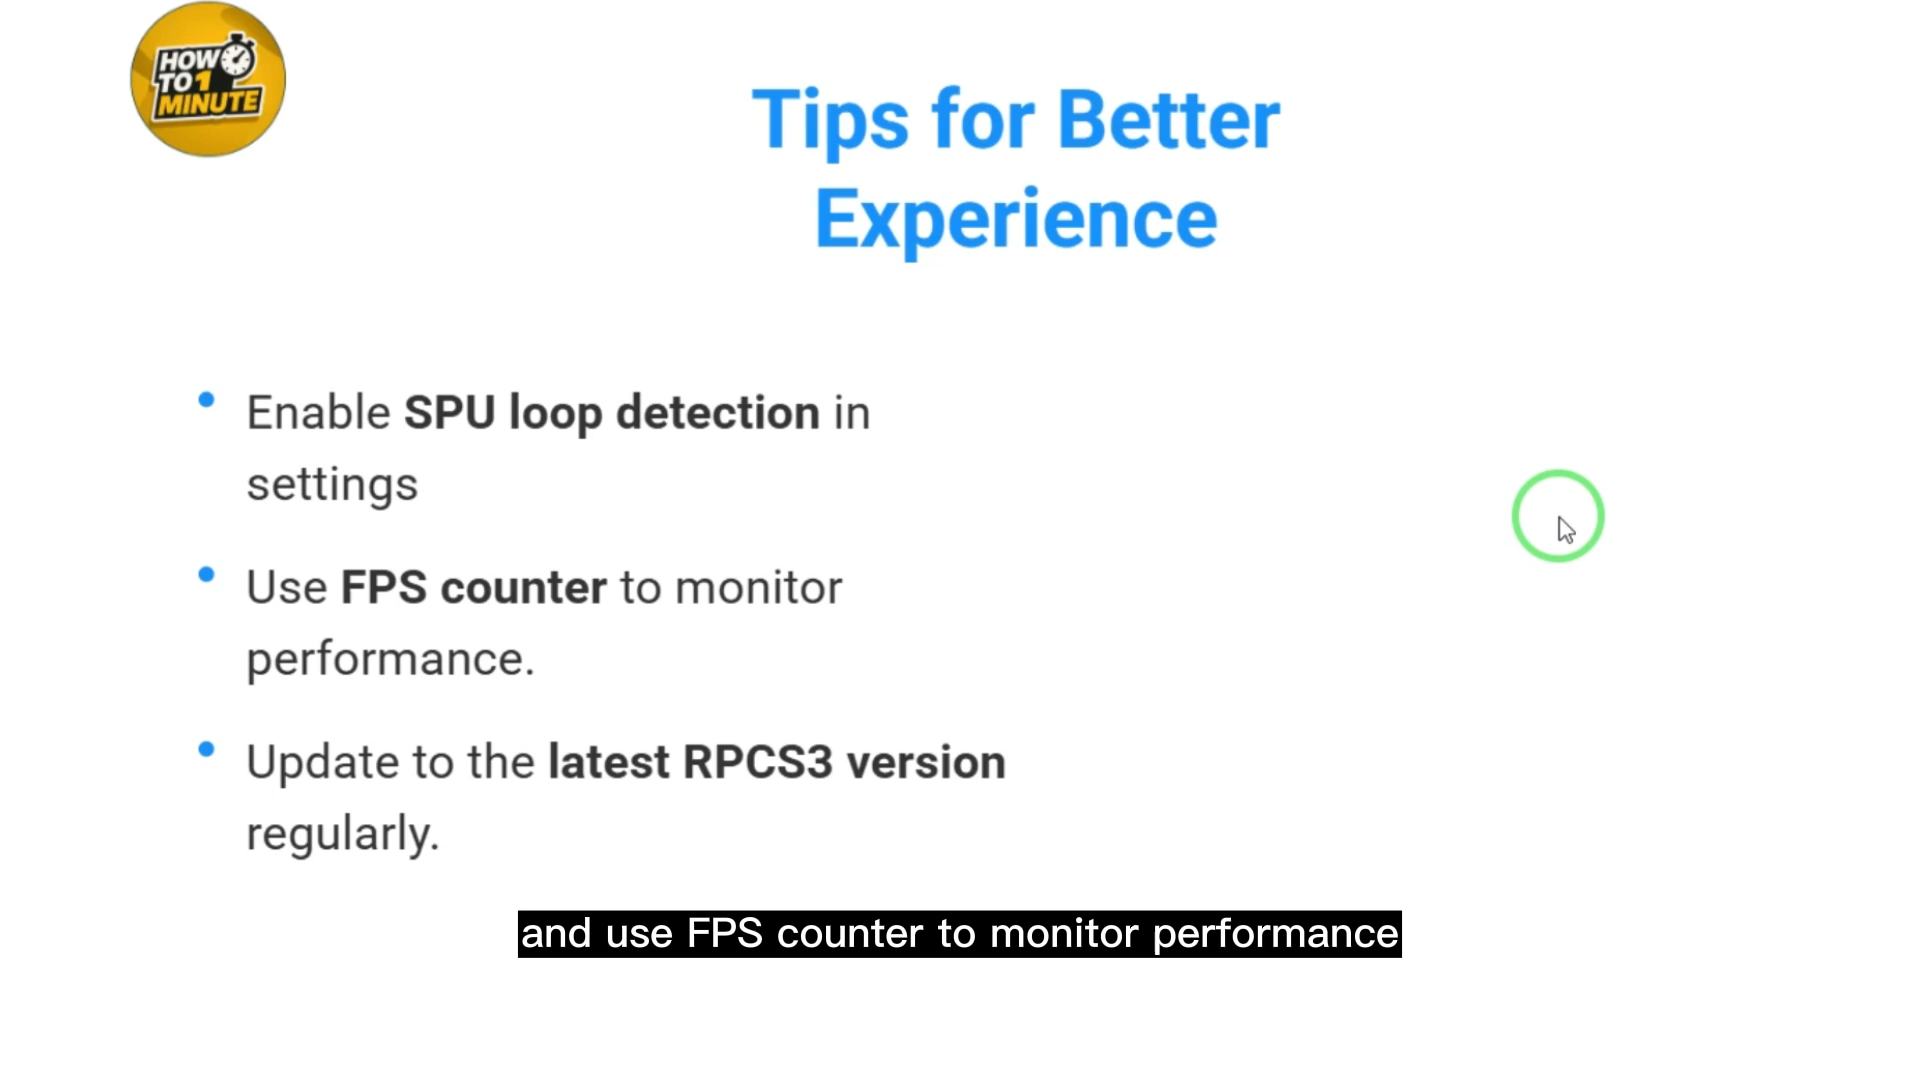 HOW
TO 1
MINUTE
Tips for Better
Experience
Enable SPU loop detection in
settings
Use FPS counter to monitor
performance.
Update to the latest RPCS3 version
regularly.
and use FPS counter to monitor performance